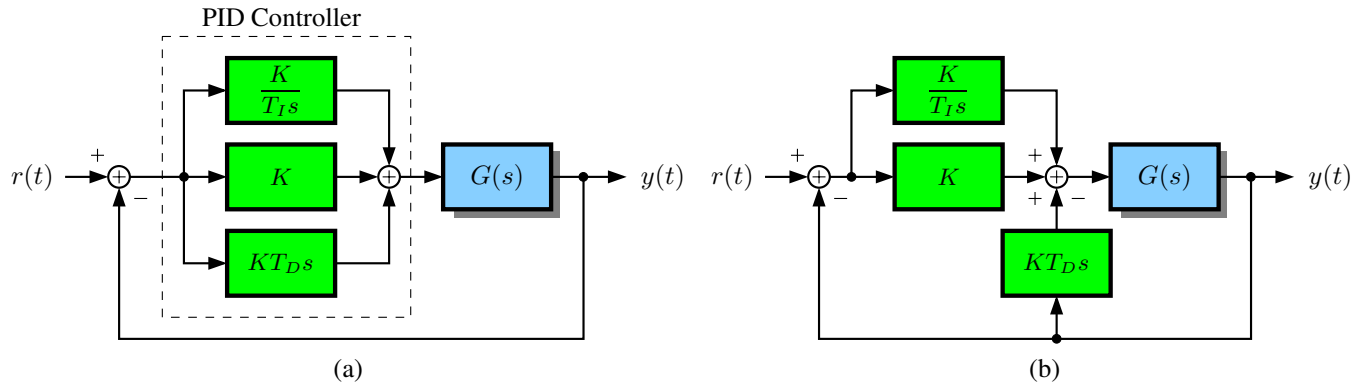 PID Controller
K
T_I s
K
KT_D s
r(t)
+
+
−
G(s)
y(t)
(a)
K
T_I s
K
KT_D s
r(t)
+
+
−
+
+
−
G(s)
y(t)
(b)